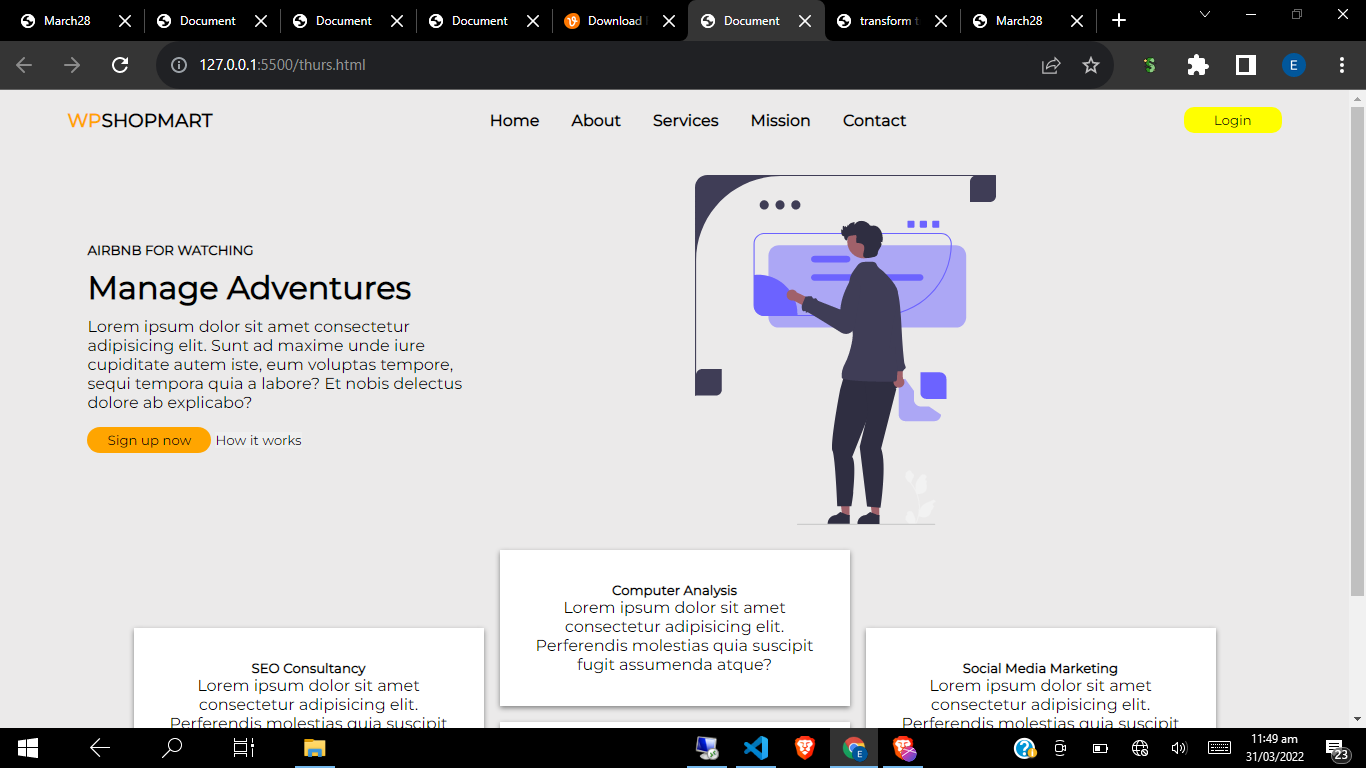 March28
Document
Document
Document
Download
Document
transform t
March28
127.0.0.1:5500/thurs.html
E
WPSHOPMART
Home
About
Services
Mission
Contact
Login
AIRBNB FOR WATCHING
Manage Adventures
Lorem ipsum dolor sit amet consectetur
adipisicing elit. Sunt ad maxime unde iure
cupiditate autem iste, eum voluptas tempore,
sequi tempora quia a labore? Et nobis delectus
dolore ab explicabo?
Sign up now
How it works
Computer Analysis
Lorem ipsum dolor sit amet
consectetur adipisicing elit.
Perferendis molestias quia suscipit
fugit assumenda atque?
SEO Consultancy
Lorem ipsum dolor sit amet
consectetur adipisicing elit.
Perferendis molestias quia suscipit
Social Media Marketing
Lorem ipsum dolor sit amet
consectetur adipisicing elit.
Perferendis molestias quia suscipit
11:49 am
31/03/2022
23